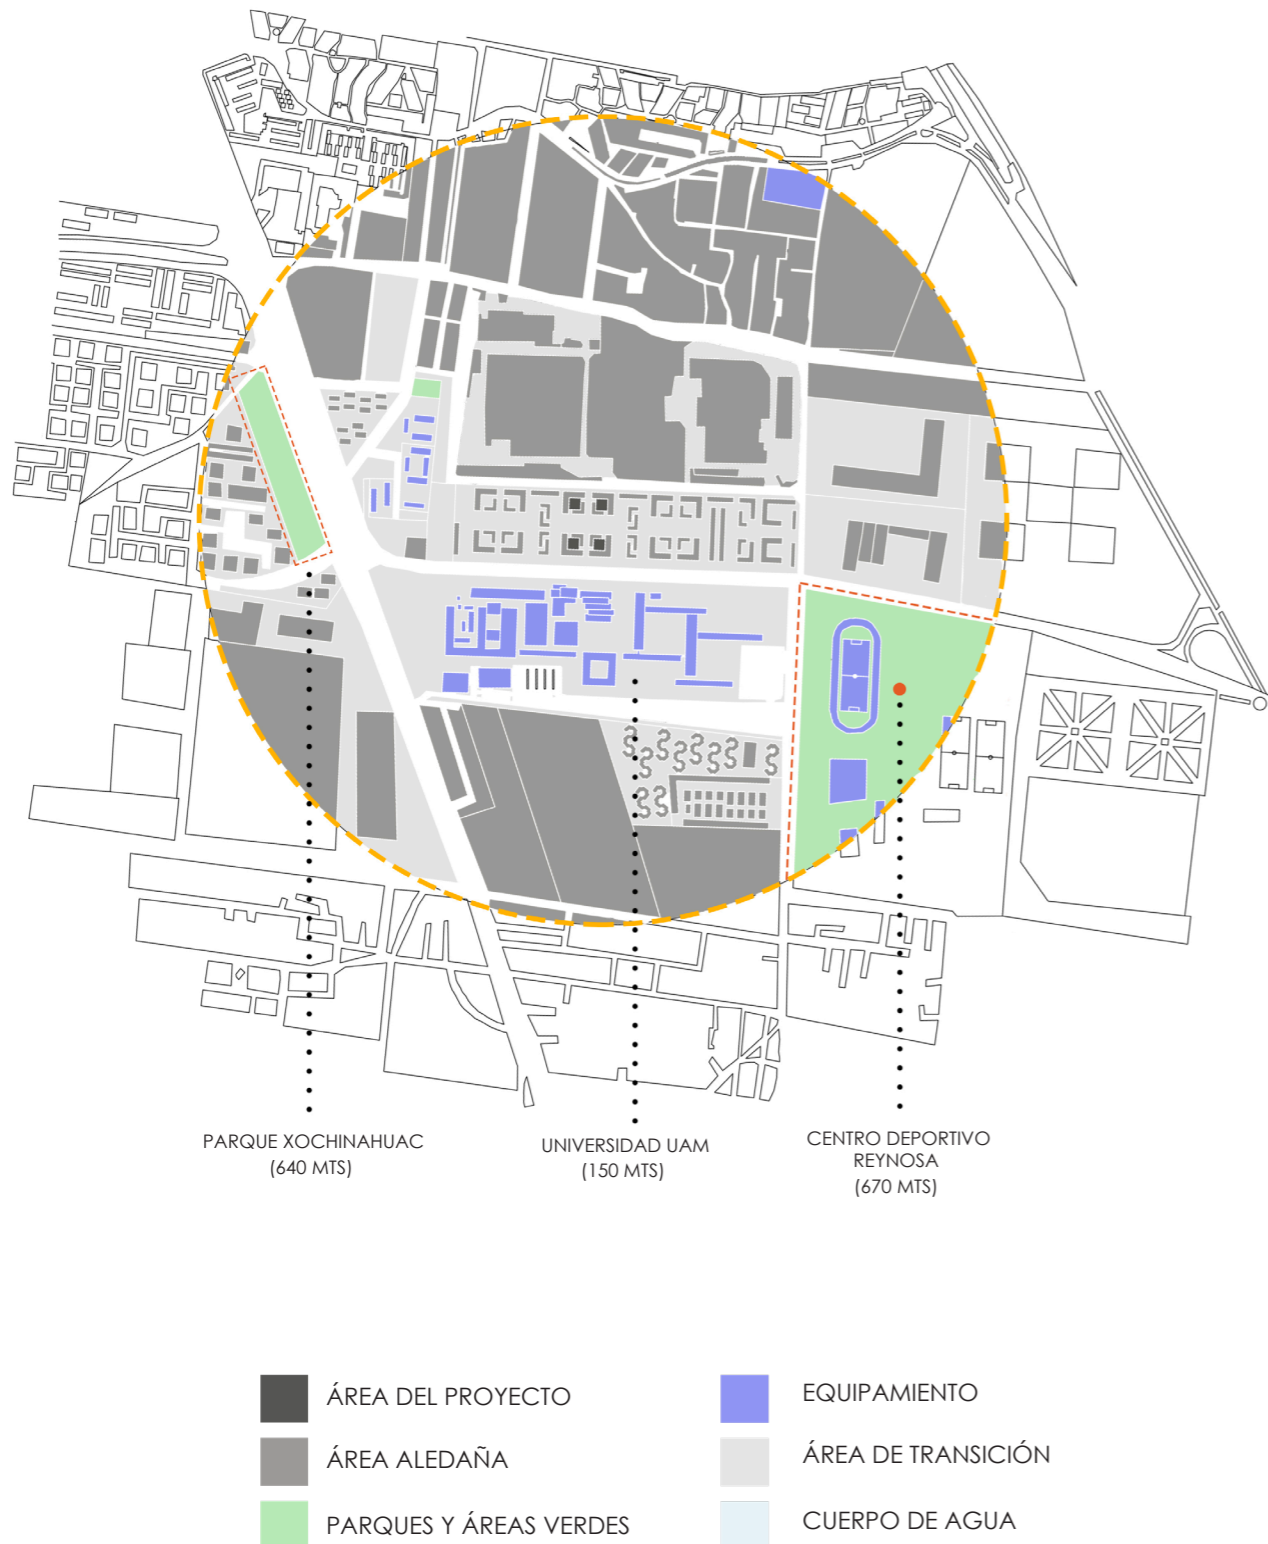 PARQUE XOCHINAHUAC
(640 MTS)
UNIVERSIDAD UAM
(150 MTS)
CENTRO DEPORTIVO
REYNOSA
(670 MTS)
ÁREA DEL PROYECTO
ÁREA ALEDAÑA
PARQUES Y ÁREAS VERDES
EQUIPAMIENTO
ÁREA DE TRANSICIÓN
CUERPO DE AGUA